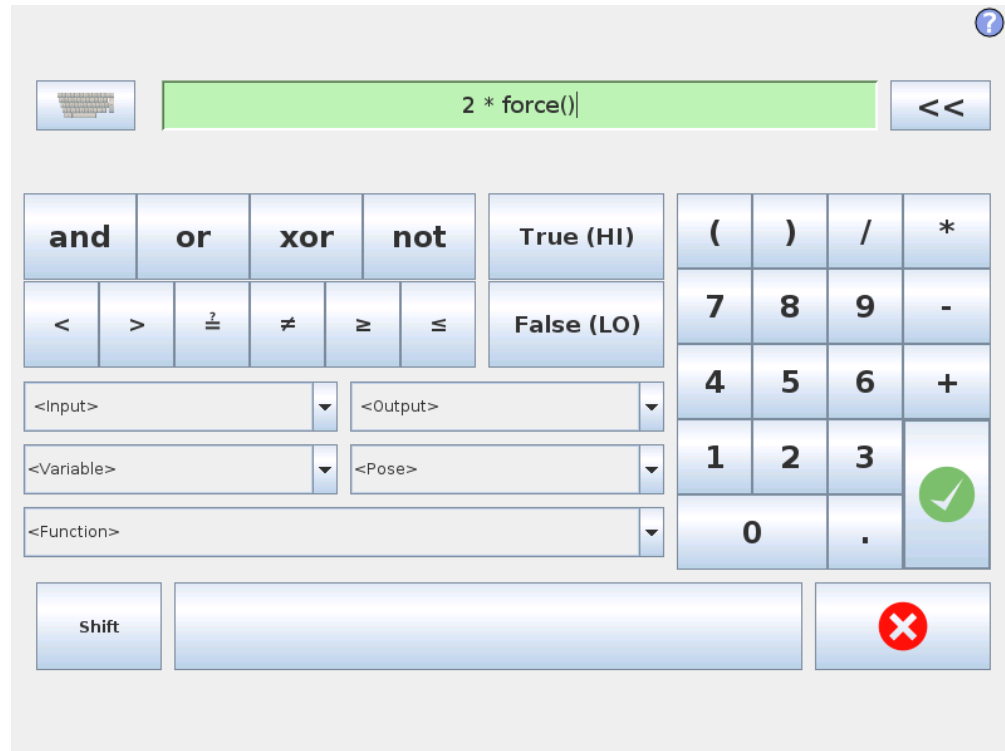 ?
2 * force()
<<
and or xor not True (HI)
< > ≟ ≠ ≥ ≤ False (LO)
( ) / *
7 8 9 -
4 5 6 +
1 2 3
0 .
<Input> <Output>
<Variable> <Pose>
<Function>
Shift